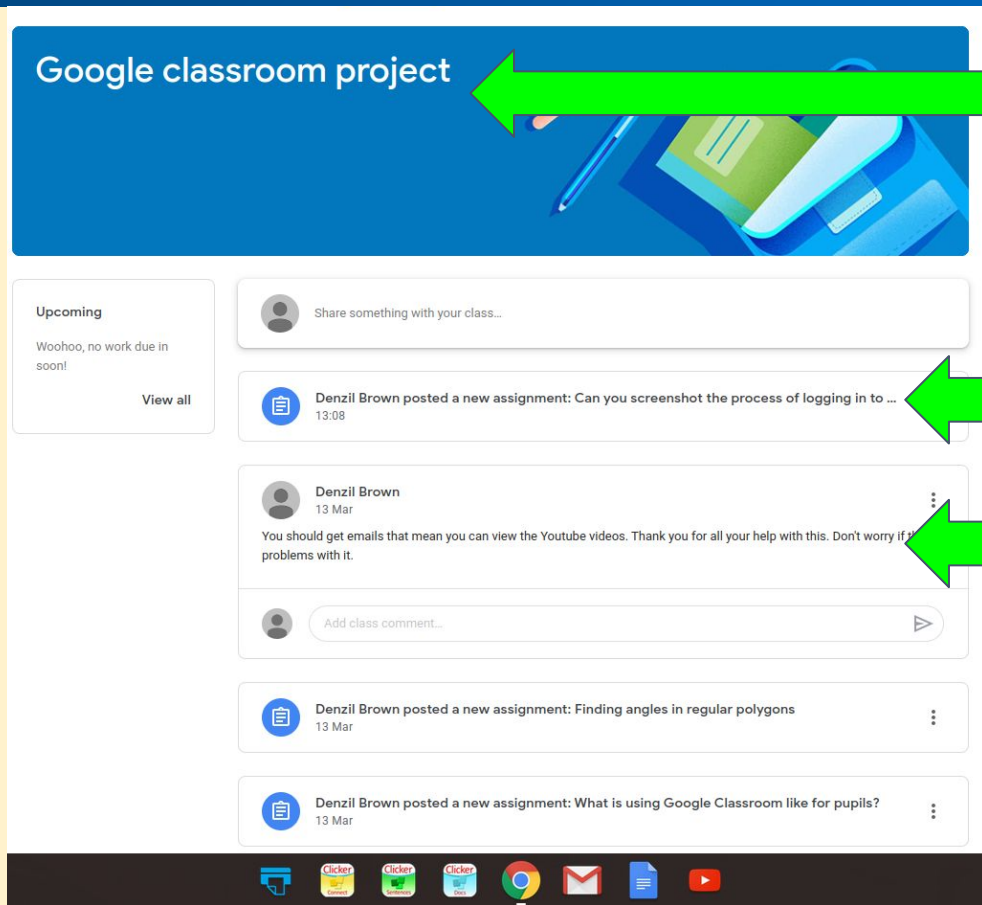 Google classroom project
Upcoming
Woohoo, no work due in
soon!
View all
Share something with your class...
Denzil Brown posted a new assignment: Can you screenshot the process of logging in to ...
13:08
Denzil Brown
13 Mar
You should get emails that mean you can view the Youtube videos. Thank you for all your help with this. Don't worry if
problems with it.
Add class comment...
Denzil Brown posted a new assignment: Finding angles in regular polygons
13 Mar
Denzil Brown posted a new assignment: What is using Google Classroom like for pupils?
13 Mar
Clicker
Connect
Clicker
Sentences
Clicker
Docs